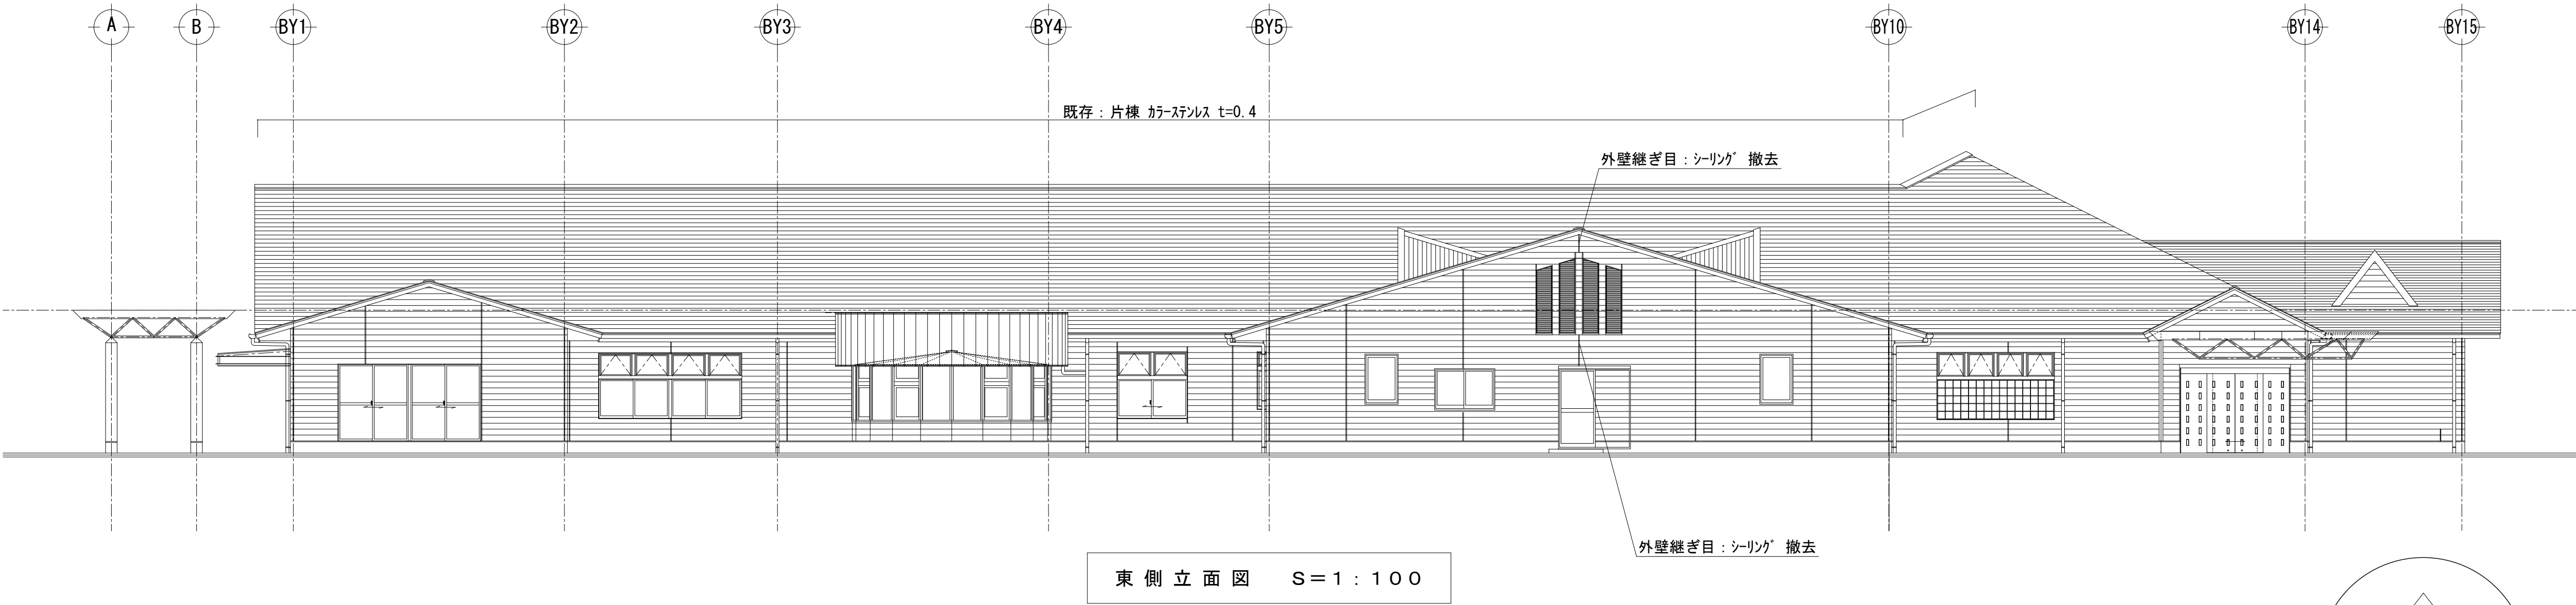 A B BY1 BY2 BY3 BY4 BY5 BY10 BY14 BY15
既存：片棟 ｶﾗｰｽﾃﾝﾚｽ t=0.4
外壁継ぎ目：ｼｰﾘﾝｸﾞ 撤去
外壁継ぎ目：ｼｰﾘﾝｸﾞ 撤去
東側立面図 Ｓ＝１：１００